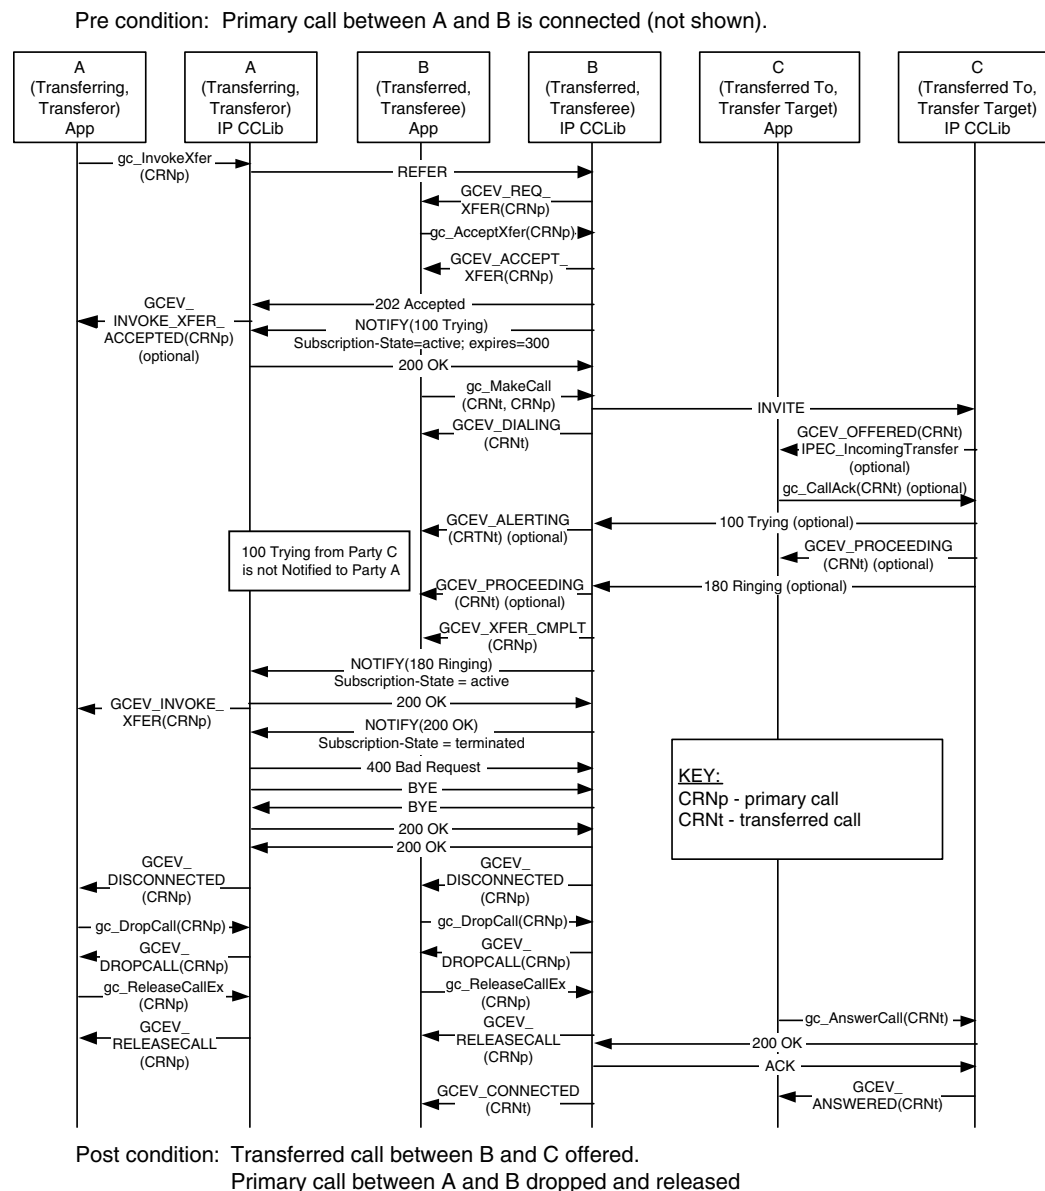 Pre condition: Primary call between A and B is connected (not shown).
A
(Transferring,
Transferor)
App
A
(Transferring,
Transferor)
IP CCLib
B
(Transferred,
Transferee)
App
B
(Transferred,
Transferee)
IP CCLib
C
(Transferred To,
Transfer Target)
App
C
(Transferred To,
Transfer Target)
IP CCLib
gc_InvokeXfer
(CRNp)
REFER
GCEV_REQ_
XFER(CRNp)
gc_AcceptXfer(CRNp)
GCEV_ACCEPT_
XFER(CRNp)
202 Accepted
GCEV_
INVOKE_XFER_
ACCEPTED(CRNp)
(optional)
NOTIFY(100 Trying)
Subscription-State=active; expires=300
200 OK
gc_MakeCall
(CRNt, CRNp)
INVITE
GCEV_DIALING
(CRNt)
GCEV_OFFERED(CRNt)
IPEC_IncomingTransfer
(optional)
gc_CallAck(CRNt) (optional)
100 Trying (optional)
GCEV_ALERTING
(CRTNt) (optional)
100 Trying from Party C
is not Notified to Party A
GCEV_PROCEEDING
(CRNt) (optional)
180 Ringing (optional)
GCEV_PROCEEDING
(CRNt) (optional)
GCEV_XFER_CMPLT
(CRNp)
NOTIFY(180 Ringing)
Subscription-State = active
200 OK
GCEV_INVOKE_
XFER(CRNp)
NOTIFY(200 OK)
Subscription-State = terminated
400 Bad Request
BYE
BYE
200 OK
200 OK
KEY:
CRNp - primary call
CRNt - transferred call
GCEV_
DISCONNECTED
(CRNp)
GCEV_
DISCONNECTED
(CRNp)
gc_DropCall(CRNp)
gc_DropCall(CRNp)
GCEV_
DROPCALL(CRNp)
GCEV_
DROPCALL(CRNp)
gc_ReleaseCallEx
(CRNp)
gc_ReleaseCallEx
(CRNp)
GCEV_
RELEASECALL
(CRNp)
GCEV_
RELEASECALL
(CRNp)
gc_AnswerCall(CRNt)
200 OK
ACK
GCEV_CONNECTED
(CRNt)
GCEV_
ANSWERED(CRNt)
Post condition: Transferred call between B and C offered.
Primary call between A and B dropped and released